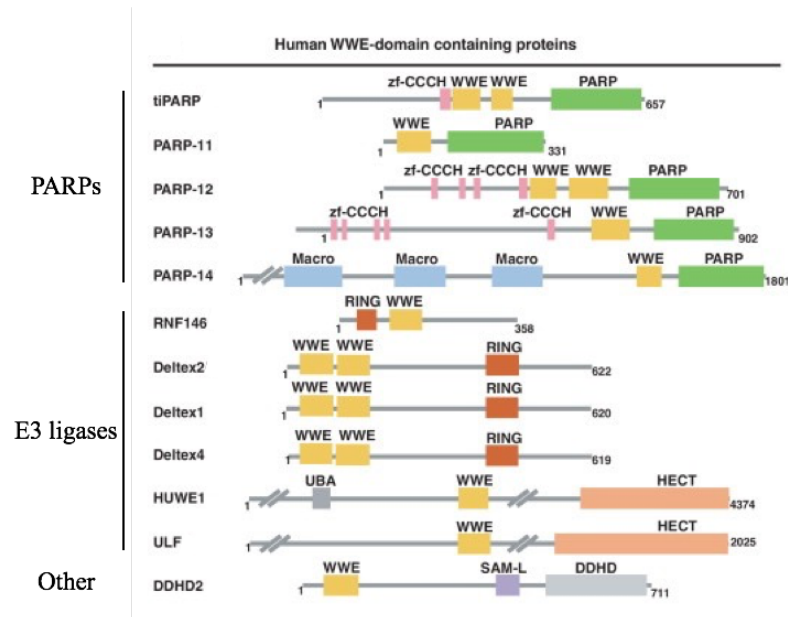 Human WWE-domain containing proteins
PARPs
zf-CCCH WWE WWE PARP
tiPARP 1 657
WWE PARP
PARP-11 1 331
zf-CCCH zf-CCCH WWE WWE PARP
PARP-12 1 701
zf-CCCH zf-CCCH WWE PARP
PARP-13 1 902
Macro Macro Macro WWE PARP
PARP-14 1 1801
E3 ligases
RING WWE
RNF146 1 358
WWE WWE RING
Deltex2 1 622
WWE WWE RING
Deltex1 1 620
WWE WWE RING
Deltex4 1 619
UBA WWE HECT
HUWE1 1 4374
WWE HECT
ULF 1 2025
Other
WWE SAM-L DDHD
DDHD2 1 711